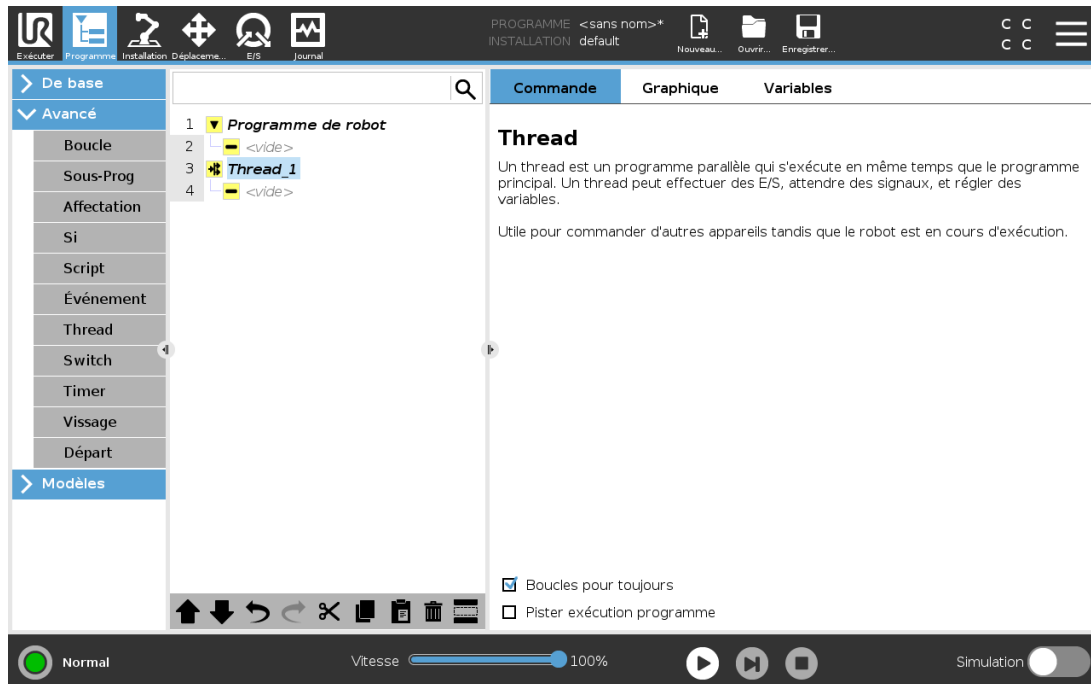 PROGRAMME <sans nom>*
INSTALLATION default
UR
Exécuter Programme Installation Déplaceme... E/S Journal
Nouveau... Ouvrir... Enregistrer...
C C
C C
De base
Avancé
Boucle
Sous-Prog
Affectation
Si
Script
Événement
Thread
Switch
Timer
Vissage
Départ
Modèles
1 Programme de robot
2 <vide>
3 Thread_1
4 <vide>
Commande Graphique Variables
Thread
Un thread est un programme parallèle qui s'exécute en même temps que le programme
principal. Un thread peut effectuer des E/S, attendre des signaux, et régler des
variables.
Utile pour commander d'autres appareils tandis que le robot est en cours d'exécution.
Boucles pour toujours
Pister exécution programme
Normal
Vitesse 100%
Simulation